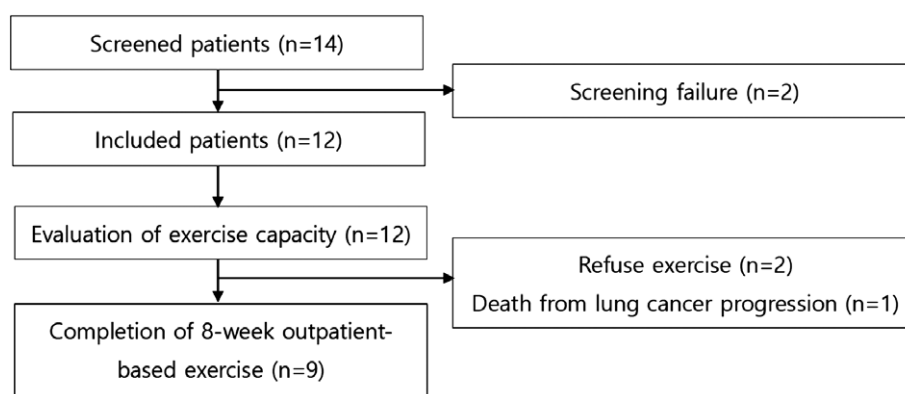 Screened patients (n=14)
Screening failure (n=2)
Included patients (n=12)
Evaluation of exercise capacity (n=12)
Refuse exercise (n=2)
Death from lung cancer progression (n=1)
Completion of 8-week outpatient-
based exercise (n=9)